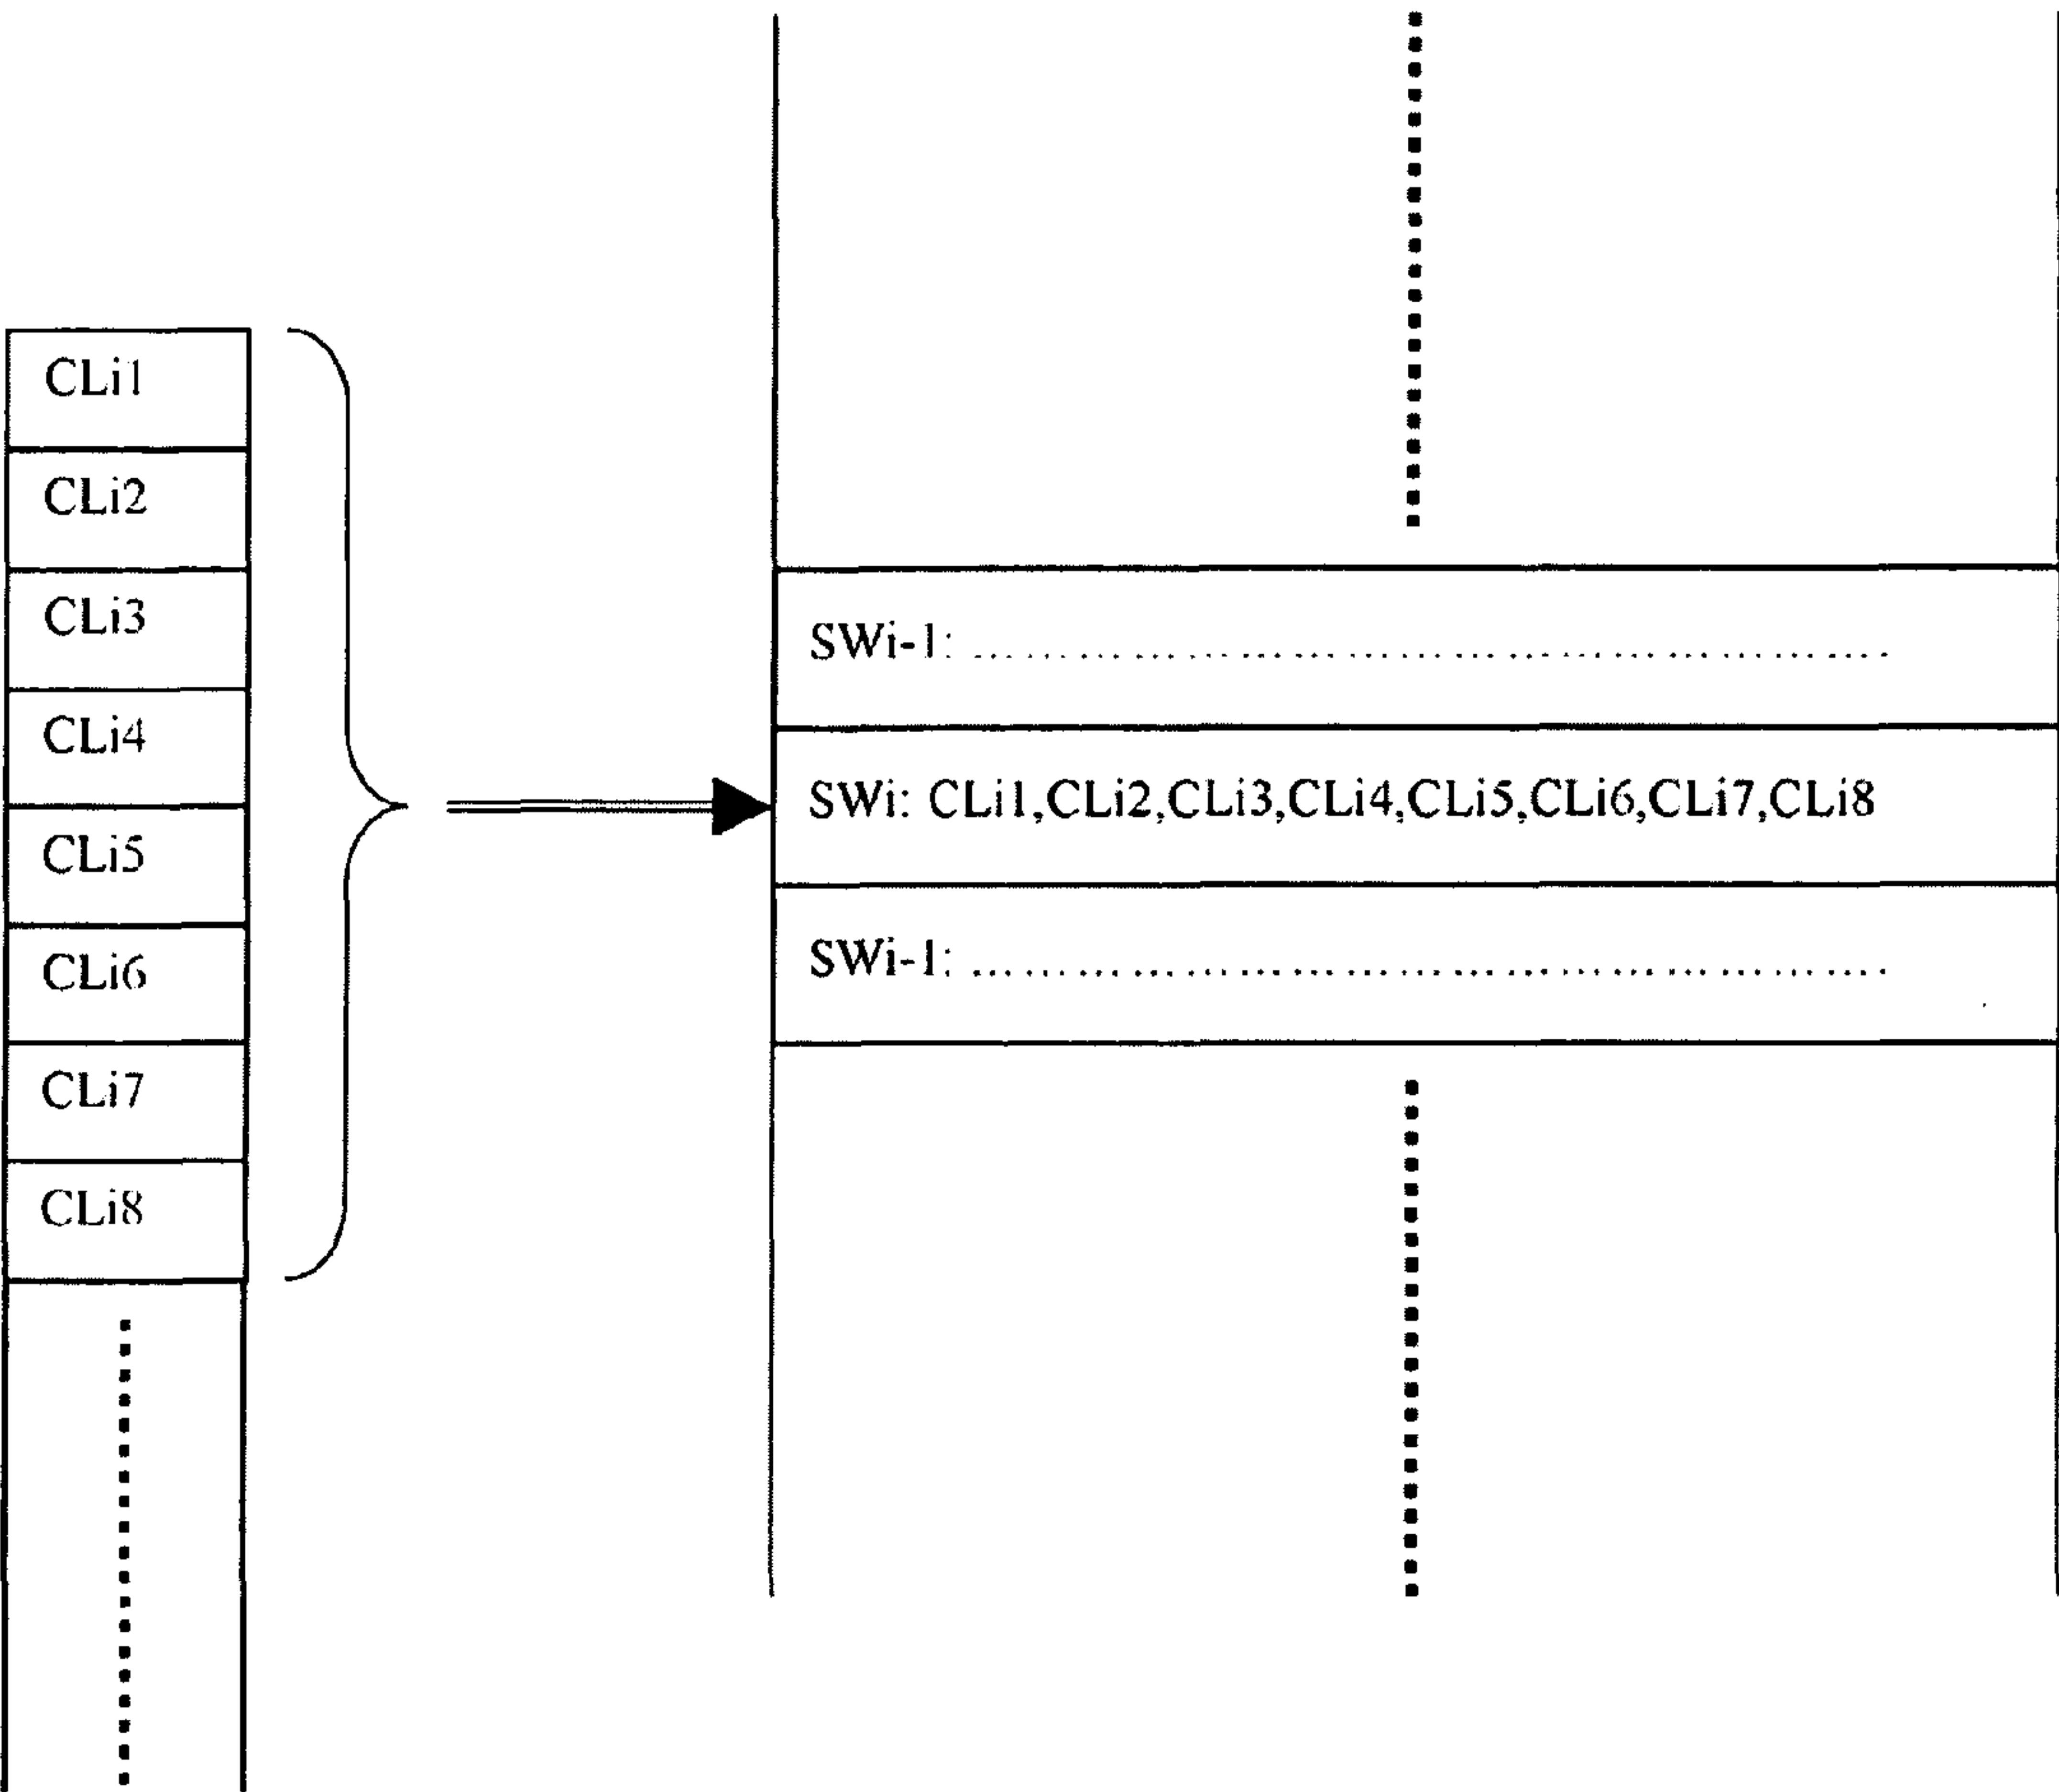 CLi1
CLi2
CLi3
CLi4
CLi5
CLi6
CLi7
CLi8
SWi-1: ..................................................
SWi: CLi1,CLi2,CLi3,CLi4,CLi5,CLi6,CLi7,CLi8
SWi-1: ..................................................